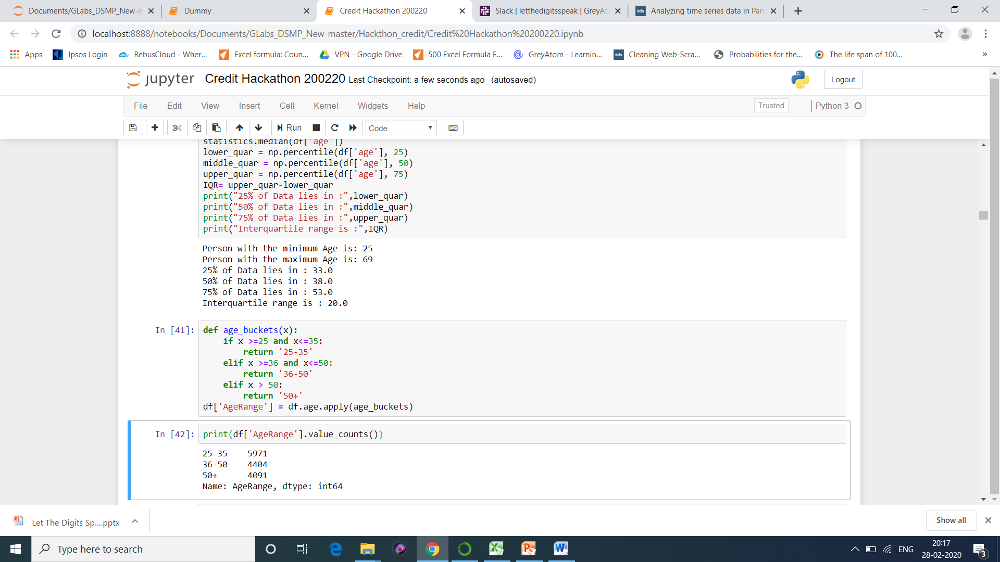 Documents/GLabs_DSMP_New-m
Dummy
Credit Hackathon 200220
Slack | letthedigitsspeak | GreyAto
tds Analyzing time series data in Pan
localhost:8888/notebooks/Documents/GLabs_DSMP_New-master/Hackthon_credit/Credit%20Hackathon%20200220.ipynb
Apps
Ipsos Login
RebusCloud - Wher...
Excel formula: Coun...
VPN - Google Drive
500 Excel Formula E...
GreyAtom - Learnin...
tds Cleaning Web-Scra...
Probabilities for the...
The life span of 100...
»
jupyter Credit Hackathon 200220 Last Checkpoint: a few seconds ago (autosaved)
Logout
File Edit View Insert Cell Kernel Widgets Help
Trusted
Python 3
Run
Code
statistics.median(df['age'])
lower_quar = np.percentile(df['age'], 25)
middle_quar = np.percentile(df['age'], 50)
upper_quar = np.percentile(df['age'], 75)
IQR= upper_quar-lower_quar
print("25% of Data lies in :",lower_quar)
print("50% of Data lies in :",middle_quar)
print("75% of Data lies in :",upper_quar)
print("Interquartile range is :",IQR)
Person with the minimum Age is: 25
Person with the maximum Age is: 69
25% of Data lies in : 33.0
50% of Data lies in : 38.0
75% of Data lies in : 53.0
Interquartile range is : 20.0
In [41]: def age_buckets(x):
    if x >=25 and x<=35:
        return '25-35'
    elif x >=36 and x<=50:
        return '36-50'
    elif x > 50:
        return '50+'
df['AgeRange'] = df.age.apply(age_buckets)
In [42]: print(df['AgeRange'].value_counts())
25-35    5971
36-50    4404
50+      4091
Name: AgeRange, dtype: int64
Let The Digits Sp....pptx
Show all
Type here to search
ENG
20:17
28-02-2020
3